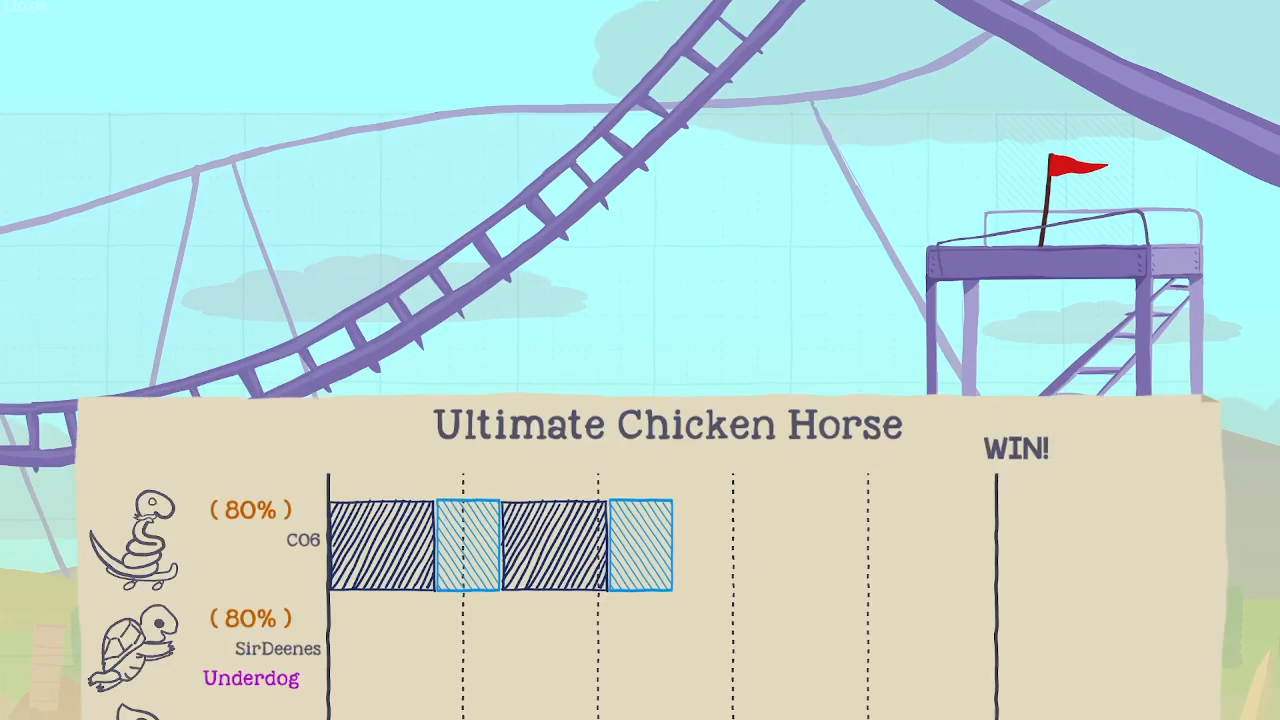 Ultimate Chicken Horse
WIN!
( 80% )
CO6
( 80% )
SirDeenes
Underdog